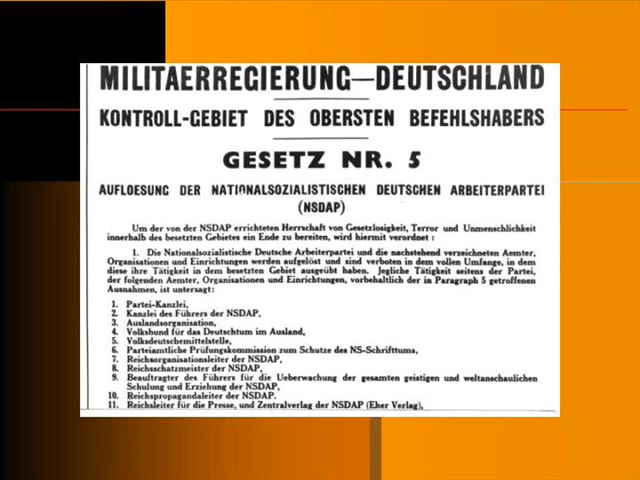 MILITAERREGIERUNG—DEUTSCHLAND
KONTROLL-GEBIET DES OBERSTEN BEFEHLSHABERS
GESETZ NR. 5
AUFLOESUNG DER NATIONALSOZIALISTISCHEN DEUTSCHEN ARBEITERPARTEI
(NSDAP)
Um der von der NSDAP errichteten Herrschaft von Gesetzlosigkeit, Terror und Unmenschlichkeit
innerhalb des besetzten Gebietes ein Ende zu bereiten, wird hiermit verordnet :
1. Die Nationalsozialistische Deutsche Arbeiterpartei und die nachstehend verzeichneten Aemter,
Organisationen und Einrichtungen werden aufgelöst und sind verboten in dem vollen Umfange, in dem
diese ihre Tätigkeit in dem besetzten Gebiet ausgeübt haben. Jegliche Tätigkeit seitens der Partei,
der folgenden Aemter, Organisationen und Einrichtungen, vorbehaltlich der in Paragraph 5 getroffenen
Ausnahmen, ist untersagt :
1. Partei-Kanzlei,
2. Kanzlei des Führers der NSDAP,
3. Auslandsorganisation,
4. Volksbund für das Deutschtum im Ausland,
5. Volksdeutschemittelstelle,
6. Parteiamtliche Prüfungskommission zum Schutze des NS-Schrifttums,
7. Reichsorganisationsleiter der NSDAP,
8. Reichsschatzmeister der NSDAP,
9. Beauftragter des Führers für die Ueberwachung der gesamten geistigen und weltanschaulichen
Schulung und Erziehung der NSDAP,
10. Reichspropagandaleiter der NSDAP.
11. Reichsleiter für die Presse, und Zentralverlag der NSDAP (Eher Verlag),